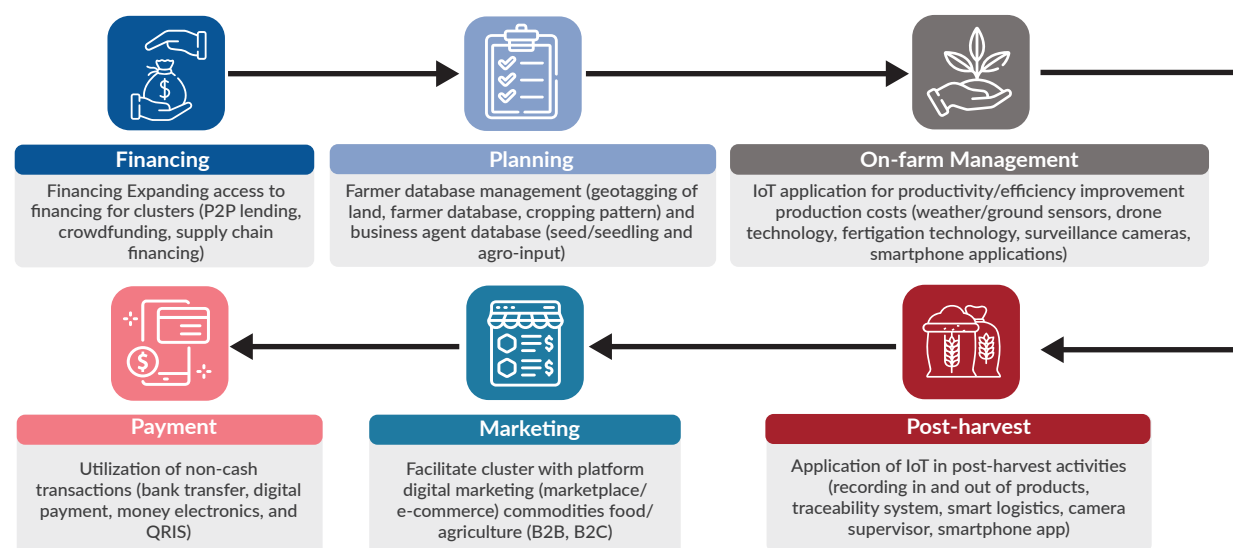 Financing
Financing Expanding access to
financing for clusters (P2P lending,
crowdfunding, supply chain
financing)
Planning
Farmer database management (geotagging of
land, farmer database, cropping pattern) and
business agent database (seed/seedling and
agro-input)
On-farm Management
IoT application for productivity/efficiency improvement
production costs (weather/ground sensors, drone
technology, fertigation technology, surveillance cameras,
smartphone applications)
Payment
Utilization of non-cash
transactions (bank transfer, digital
payment, money electronics, and
QRIS)
Marketing
Facilitate cluster with platform
digital marketing (marketplace/
e-commerce) commodities food/
agriculture (B2B, B2C)
Post-harvest
Application of IoT in post-harvest activities
(recording in and out of products,
traceability system, smart logistics, camera
supervisor, smartphone app)